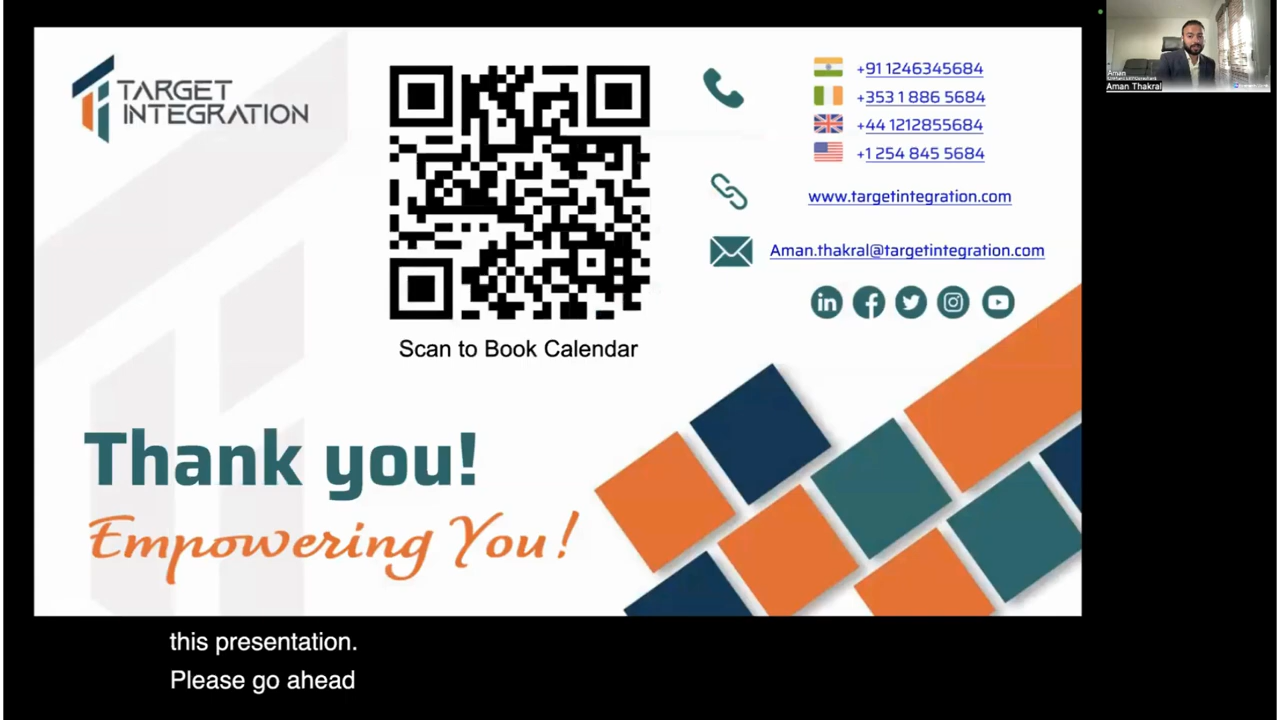 TARGET
INTEGRATION
+91 1246345684
+353 1 886 5684
+44 1212855684
+1 254 845 5684
www.targetintegration.com
Aman.thakral@targetintegration.com
Scan to Book Calendar
Thank you!
Empowering You!
Aman
Aman Thakral
this presentation.
Please go ahead